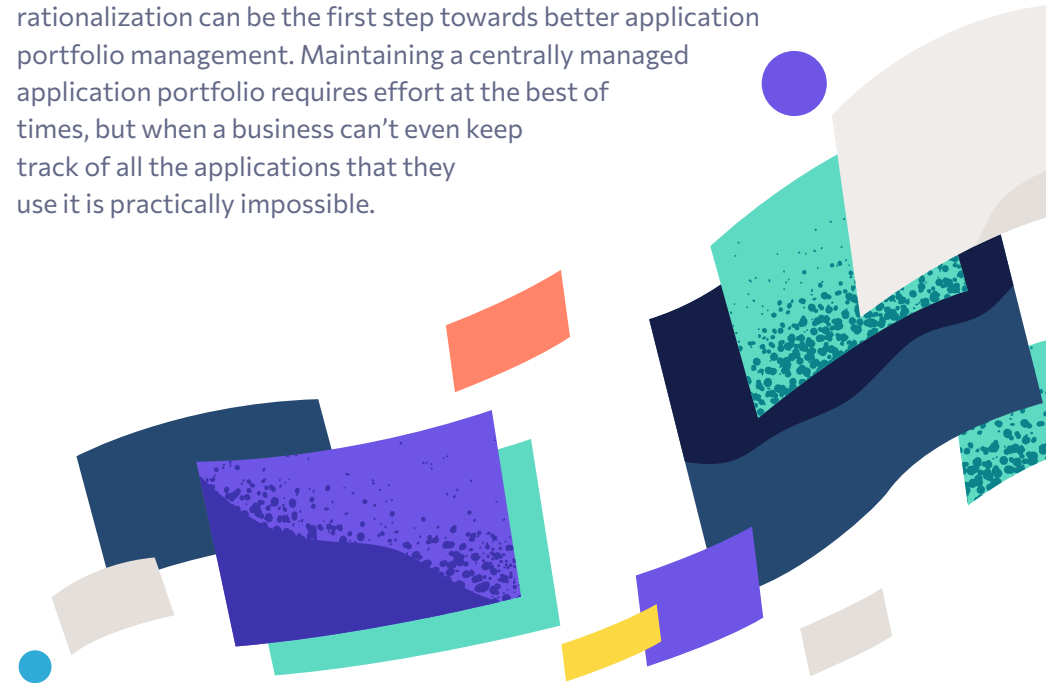 rationalization can be the first step towards better application
portfolio management. Maintaining a centrally managed
application portfolio requires effort at the best of
times, but when a business can’t even keep
track of all the applications that they
use it is practically impossible.